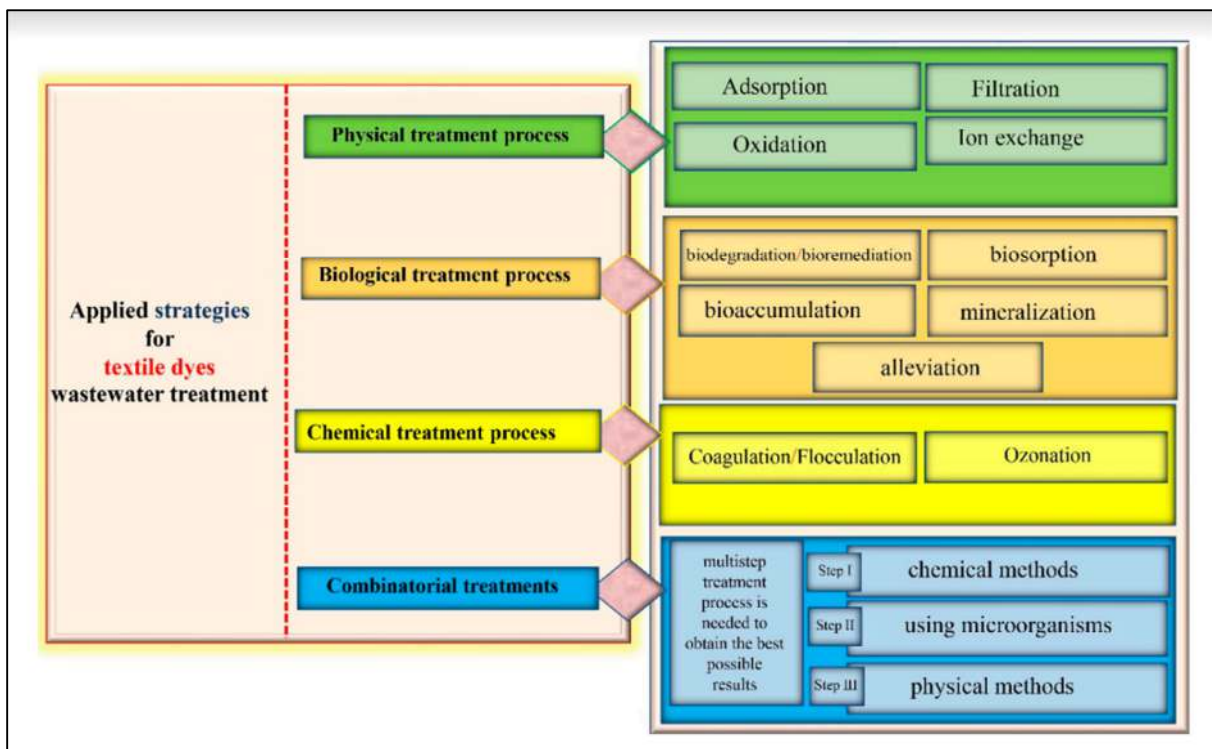 Applied strategies
for
textile dyes
wastewater treatment
Physical treatment process
Adsorption
Filtration
Oxidation
Ion exchange
Biological treatment process
biodegradation/bioremediation
biosorption
bioaccumulation
mineralization
alleviation
Chemical treatment process
Coagulation/Flocculation
Ozonation
Combinatorial treatments
multistep
treatment
process is
needed to
obtain the best
possible
results
Step I
chemical methods
Step II
using microorganisms
Step III
physical methods